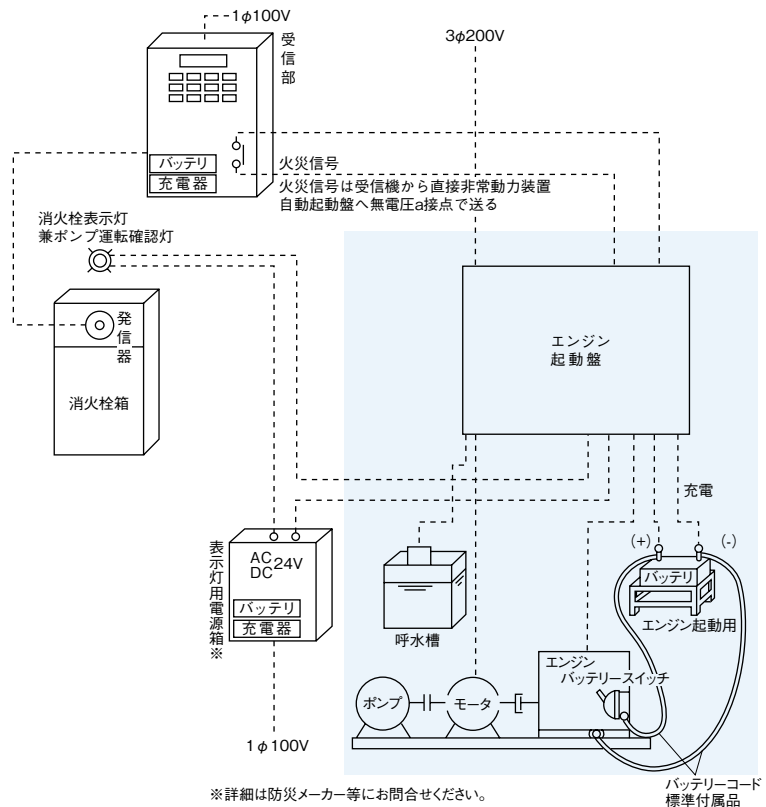 1φ100V
受信部
3φ200V
バッテリ
充電器
火災信号
火災信号は受信機から直接非常動力装置
自動起動盤へ無電圧a接点で送る
消火栓表示灯
兼ポンプ運転確認灯
発信器
消火栓箱
エンジン
起動盤
充電
(+)
(-)
バッテリ
エンジン起動用
表示灯用電源箱※
AC
DC
24V
バッテリ
充電器
呼水槽
エンジン
バッテリースイッチ
ポンプ
モータ
1φ100V
バッテリーコード
標準付属品
※詳細は防災メーカー等にお問合せください。